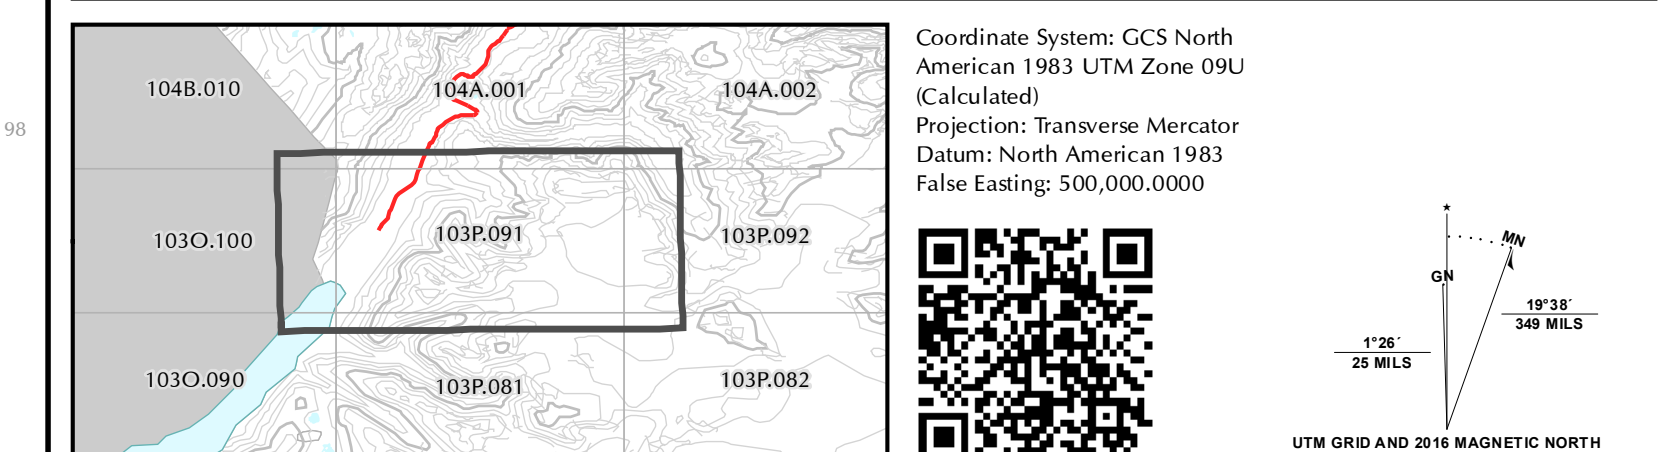 98
104B.010
104A.001
104A.002
103O.100
103P.091
103P.092
103O.090
103P.081
103P.082
Coordinate System: GCS North
American 1983 UTM Zone 09U
(Calculated)
Projection: Transverse Mercator
Datum: North American 1983
False Easting: 500,000.0000
MN
GN
19°38´
349 MILS
1°26´
25 MILS
UTM GRID AND 2016 MAGNETIC NORTH